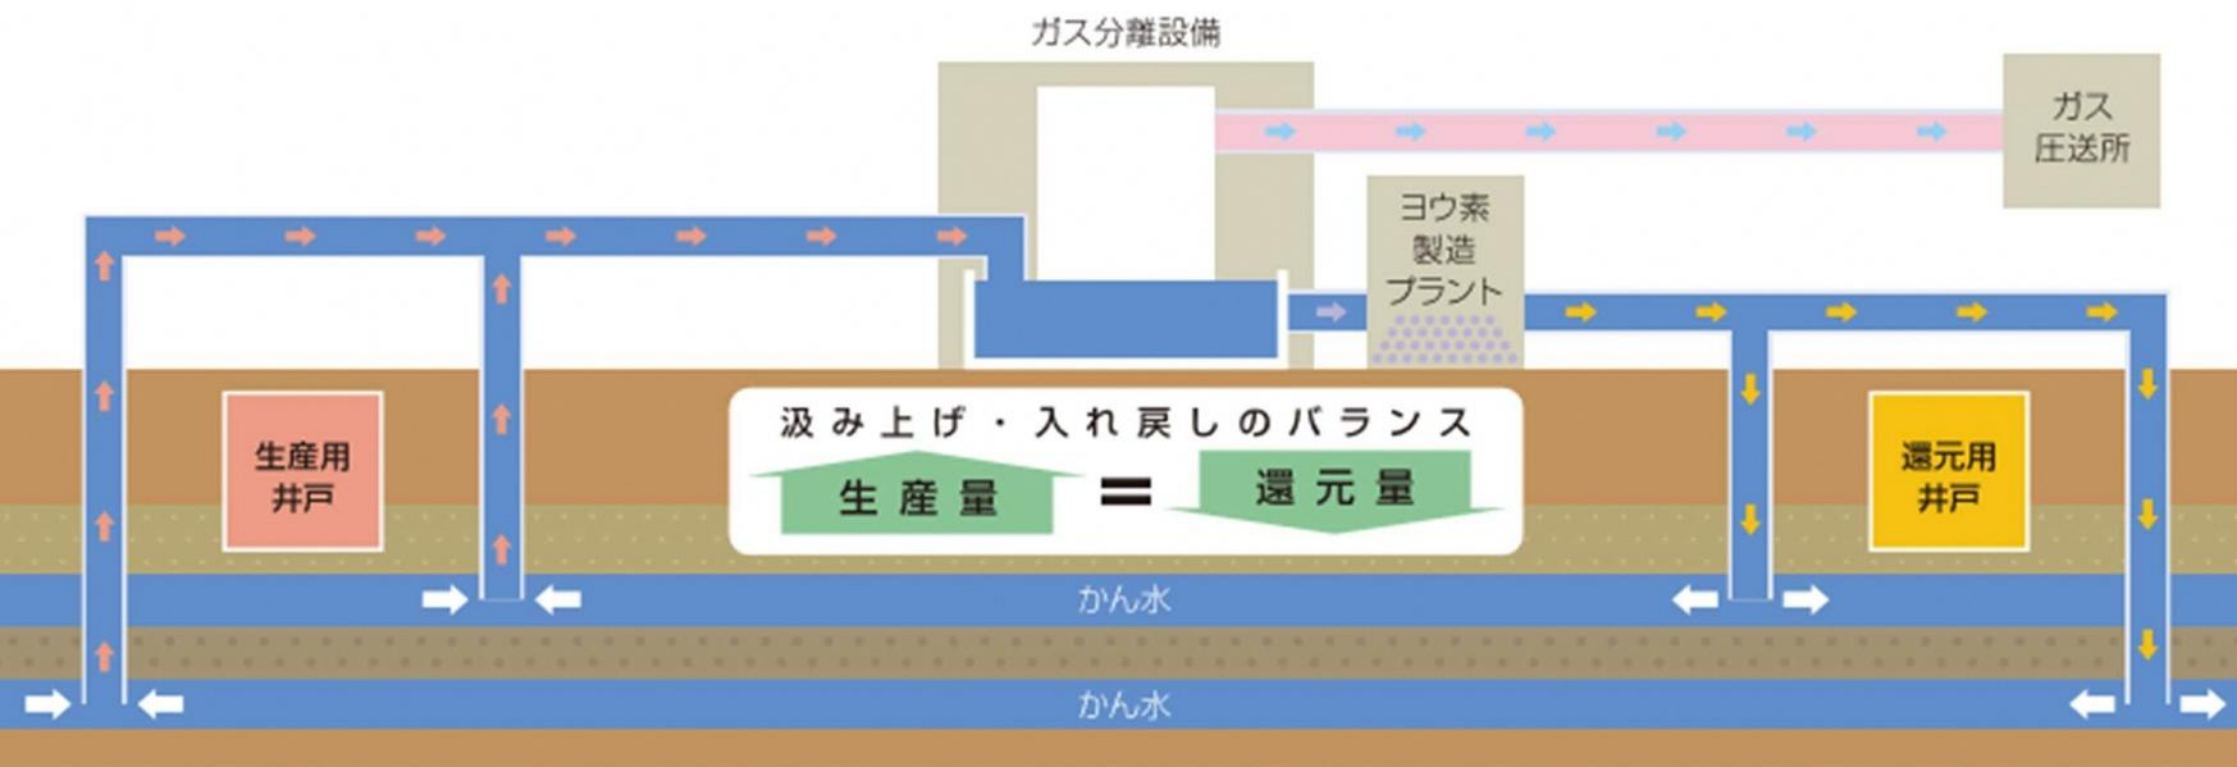 ガス分離設備
ガス
圧送所
ヨウ素
製造
プラント
生産用
井戸
汲み上げ・入れ戻しのバランス
生産量 = 還元量
還元用
井戸
かん水
かん水